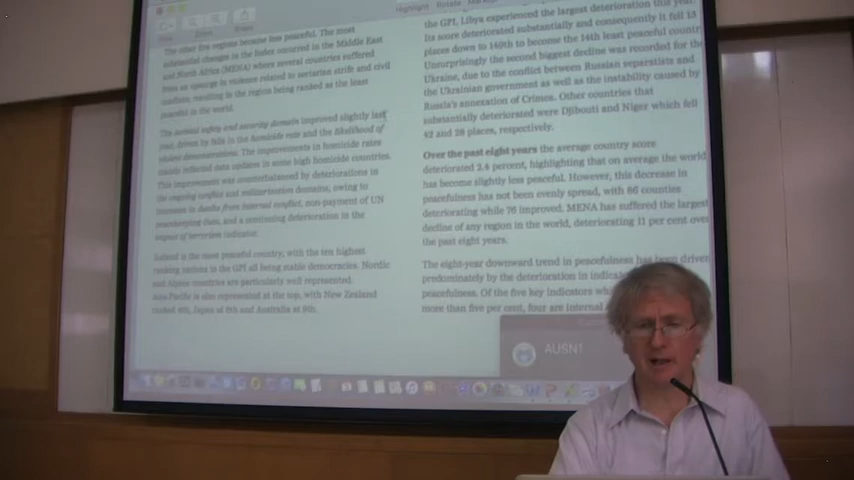 Highlight Rotate Markup
The other five regions became less peaceful. The most
substantial changes in the Index occurred in the Middle East
and North Africa (MENA) where several countries suffered
from an upsurge in violence related to sectarian strife and civil
conflicts, resulting in the region being ranked as the least
peaceful in the world.
The societal safety and security domain improved slightly last
year, driven by falls in the homicide rate and the likelihood of
violent demonstrations. The improvements in homicide rates
mainly reflected data updates in some high homicide countries.
This improvement was counterbalanced by deteriorations in
the ongoing conflict and militarisation domains, owing to
increases in deaths from internal conflict, non-payment of UN
peacekeeping dues, and a continuing deterioration in the
impact of terrorism indicator.
Iceland is the most peaceful country, with the ten highest
ranking nations in the GPI all being stable democracies. Nordic
and Alpine countries are particularly well represented.
Asia-Pacific is also represented at the top, with New Zealand
ranked 4th, Japan at 8th and Australia at 9th.
the GPI. Libya experienced the largest deterioration this year.
Its score deteriorated substantially and consequently it fell 13
places down to 149th to become the 14th least peaceful country
Unsurprisingly the second biggest decline was recorded for the
Ukraine, due to the conflict between Russian separatists and
the Ukrainian government as well as the instability caused by
Russia's annexation of Crimea. Other countries that
substantially deteriorated were Djibouti and Niger which fell
42 and 28 places, respectively.
Over the past eight years the average country score
deteriorated 2.4 percent, highlighting that on average the world
has become slightly less peaceful. However, this decrease in
peacefulness has not been evenly spread, with 86 counties
deteriorating while 76 improved. MENA has suffered the largest
decline of any region in the world, deteriorating 11 per cent over
the past eight years.
The eight-year downward trend in peacefulness has been driven
predominantly by the deterioration in indica
peacefulness. Of the five key indicators wh
more than five per cent, four are internal
AUSN1